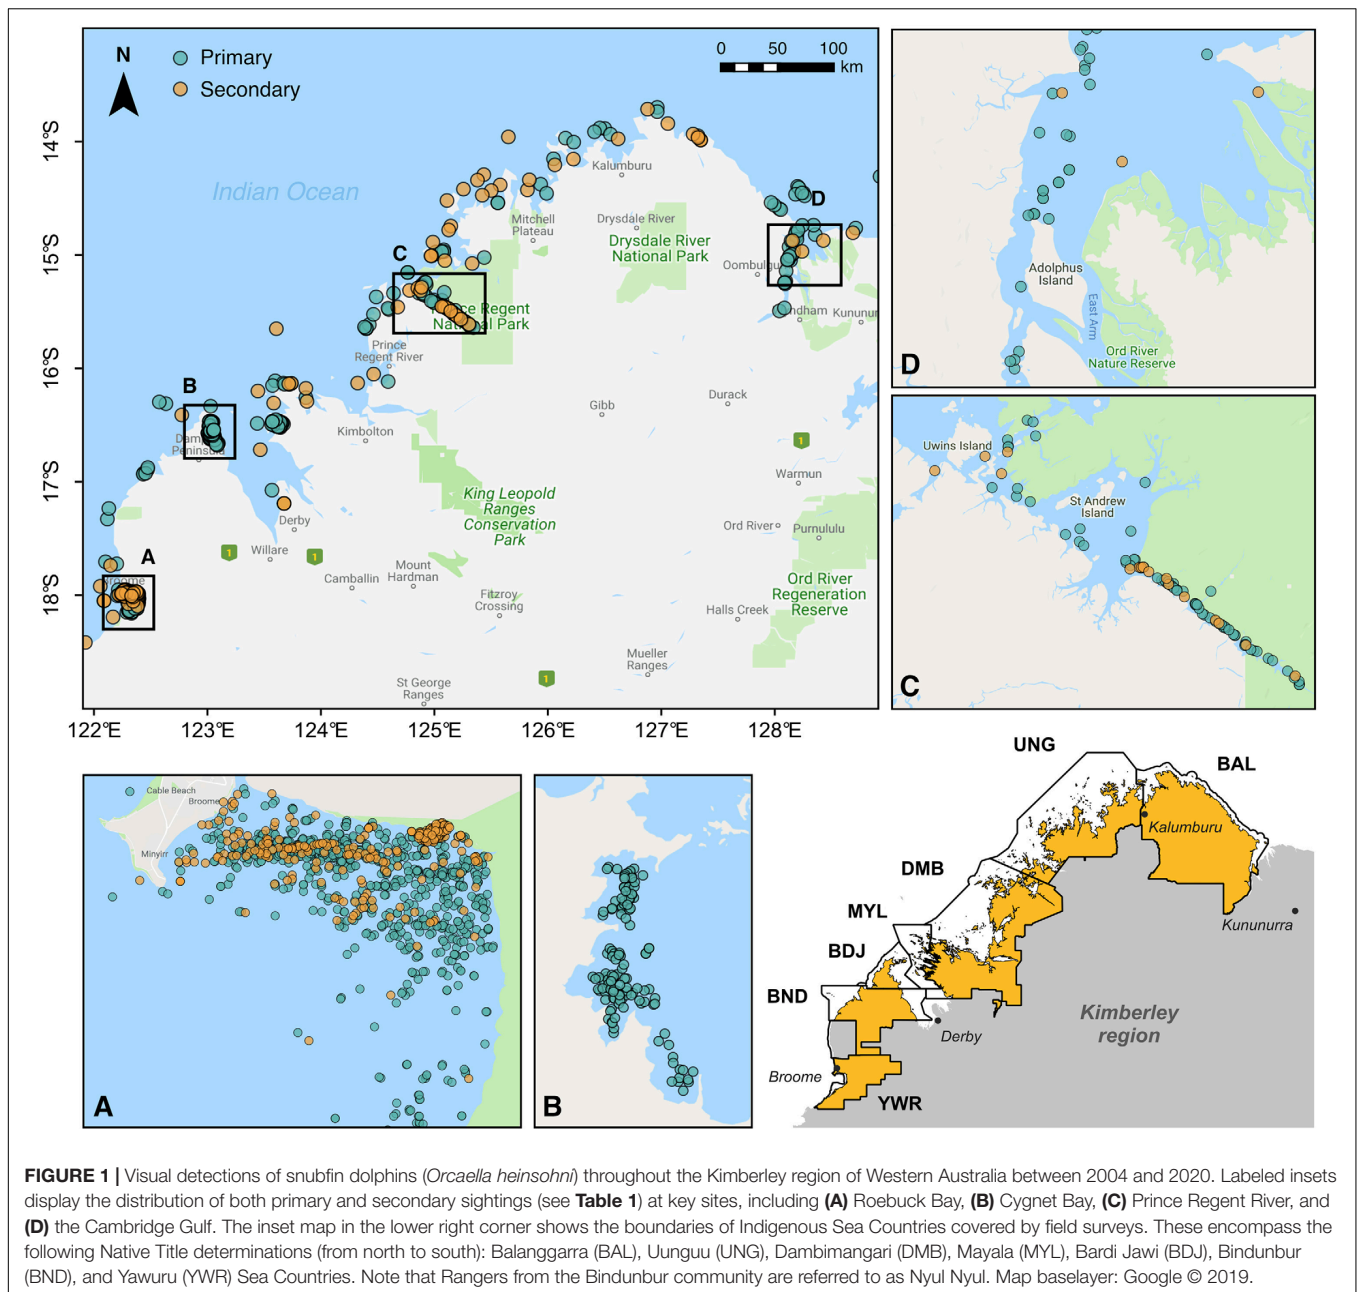 N
Primary
Secondary
0 50 100
km
Indian Ocean
14°S
15°S
16°S
17°S
18°S
122°E 123°E 124°E 125°E 126°E 127°E 128°E
Kalumburu
Mitchell
Plateau
Drysdale River
Drysdale River
National Park
D
C
Prince Regent
River
B
Kimbolton
Gibb
Durack
1
Warmun
King Leopold
Ranges
Conservation
Park
Derby
Willare
1
1
Ord River
Purnululu
Camballin
Mount
Hardman
Fitzroy
Crossing
Ord River
Regeneration
Reserve
Halls Creek
A
Mueller
Ranges
St George
Ranges
1
Peninsula
National Park
Adolphus
Island
East Arm
Ord River
Nature Reserve
D
Uwins Island
St Andrew
Island
C
Cable Beach
Broome
Minyirr
A
B
UNG
BAL
Kalumburu
DMB
MYL
BDJ
BND
Kununurra
Kimberley
region
Derby
Broome
YWR
FIGURE 1 | Visual detections of snubfin dolphins (Orcaella heinsohni) throughout the Kimberley region of Western Australia between 2004 and 2020. Labeled insets
display the distribution of both primary and secondary sightings (see Table 1) at key sites, including (A) Roebuck Bay, (B) Cygnet Bay, (C) Prince Regent River, and
(D) the Cambridge Gulf. The inset map in the lower right corner shows the boundaries of Indigenous Sea Countries covered by field surveys. These encompass the
following Native Title determinations (from north to south): Balanggarra (BAL), Uunguu (UNG), Dambimangari (DMB), Mayala (MYL), Bardi Jawi (BDJ), Bindunbur
(BND), and Yawuru (YWR) Sea Countries. Note that Rangers from the Bindunbur community are referred to as Nyul Nyul. Map baselayer: Google © 2019.